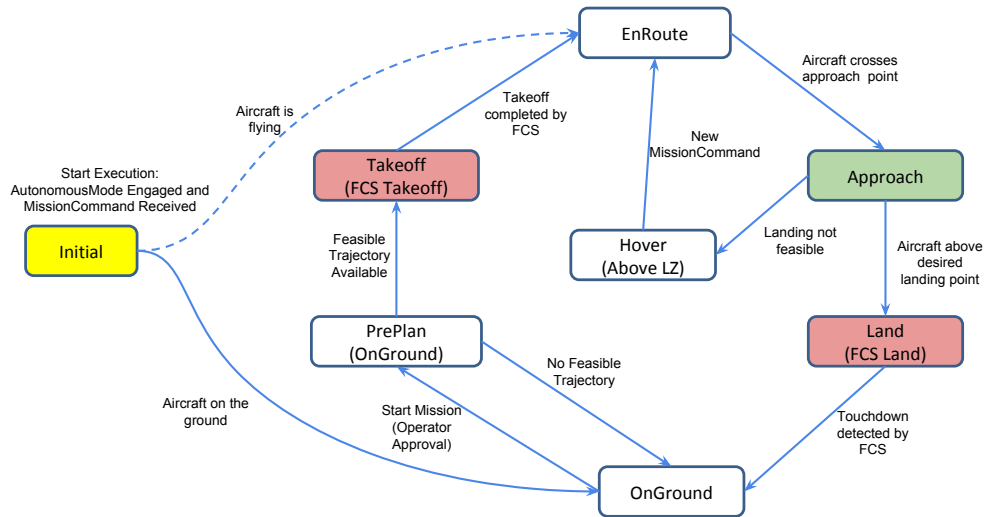 EnRoute
Aircraft crosses
approach point
Aircraft is
flying
Takeoff
completed by
FCS
New
MissionCommand
Takeoff
(FCS Takeoff)
Approach
Start Execution:
AutonomousMode Engaged and
MissionCommand Received
Initial
Feasible
Trajectory
Available
Hover
(Above LZ)
Landing not
feasible
Aircraft above
desired
landing point
PrePlan
(OnGround)
Land
(FCS Land)
No Feasible
Trajectory
Aircraft on the
ground
Start Mission
(Operator
Approval)
Touchdown
detected by
FCS
OnGround